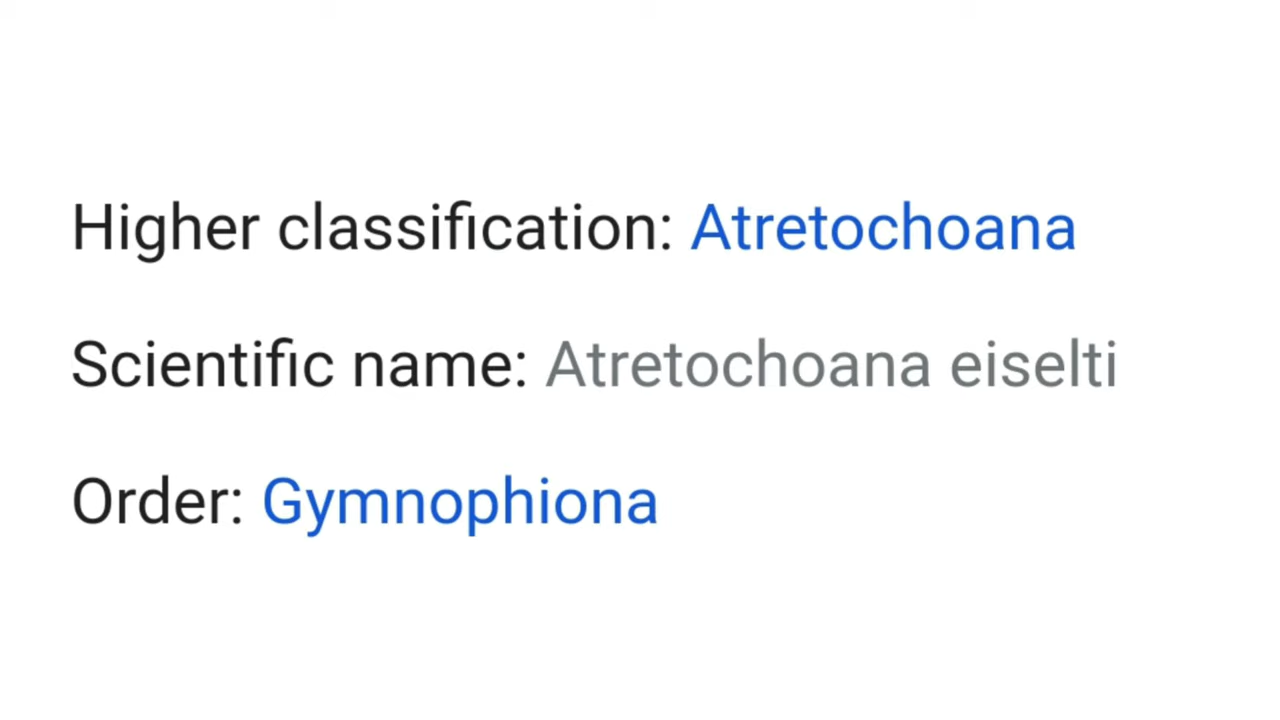 Higher classification: Atretochoana
Scientific name: Atretochoana eiselti
Order: Gymnophiona